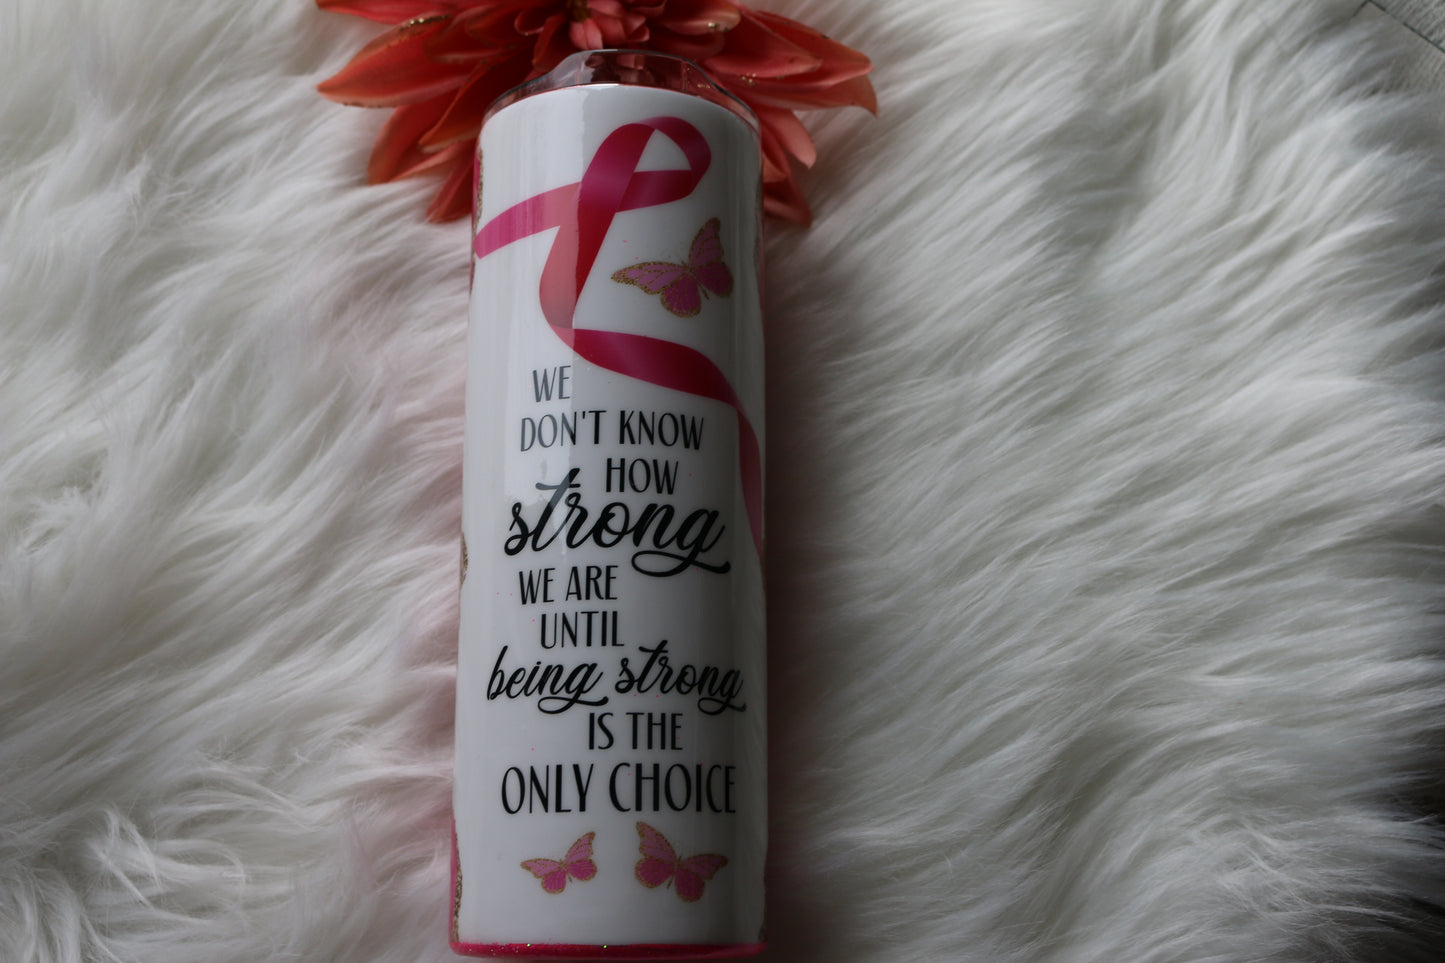 WE
DON'T KNOW
HOW
strong
WE ARE
UNTIL
being strong
IS THE
ONLY CHOICE